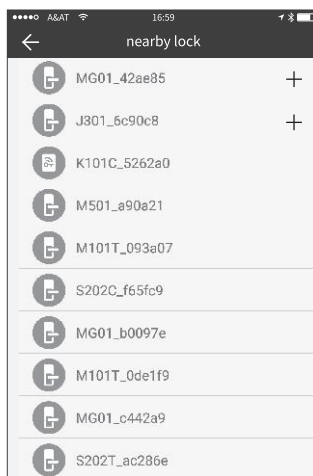 A&AT 16:59
nearby lock
MG01_42ae85 +
J301_6c90c8 +
K101C_5262a0
M501_a90a21
M101T_093a07
S202C_f65fc9
MG01_b0097e
M101T_0de1f9
MG01_c442a9
S202T_ac286e